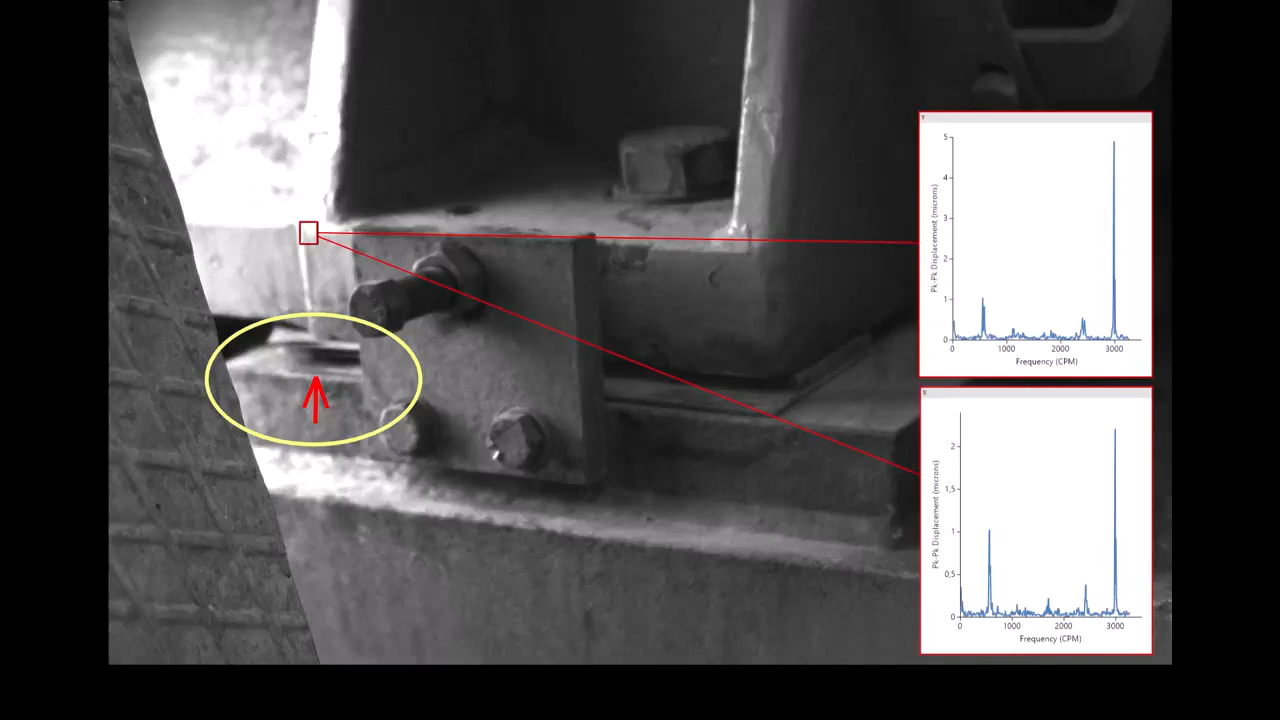 Y
Pk-Pk Displacement (microns)
5
4
3
2
1
0
0 1000 2000 3000
Frequency (CPM)
X
Pk-Pk Displacement (microns)
2
1,5
1
0,5
0
0 1000 2000 3000
Frequency (CPM)